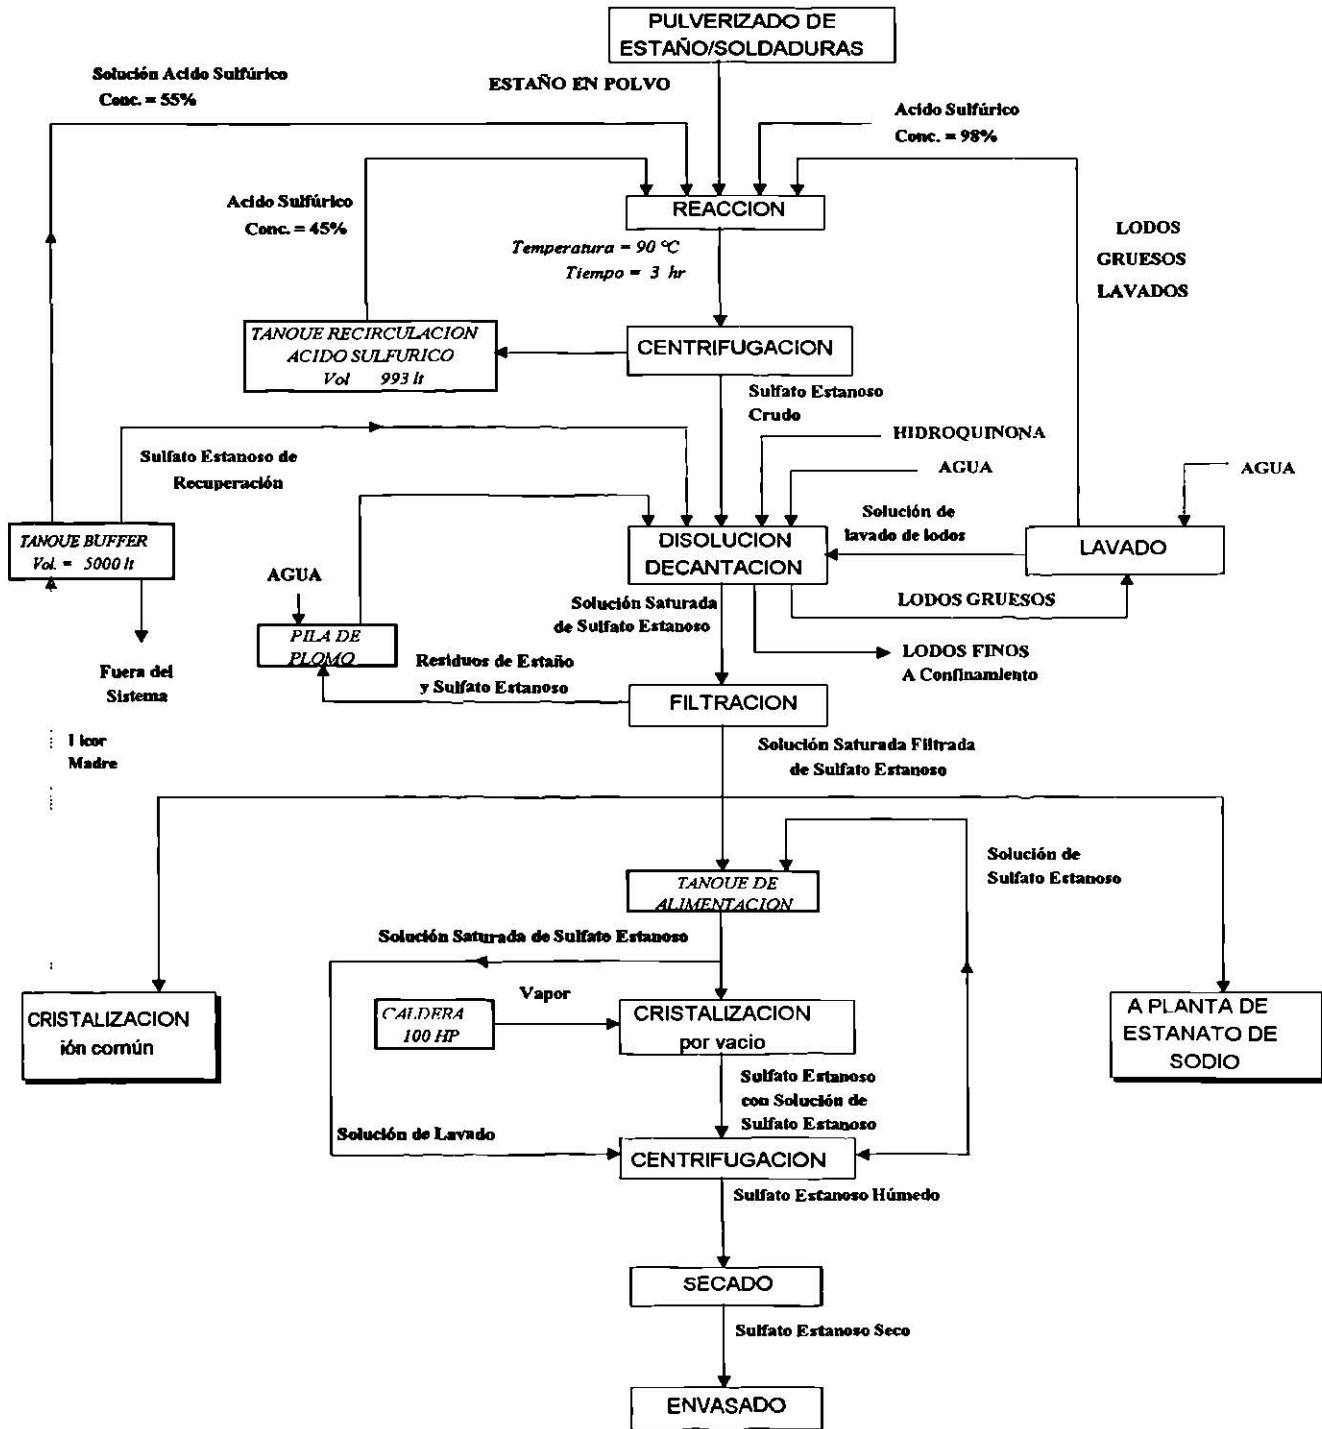 PULVERIZADO DE
ESTAÑO/SOLDADURAS
Solución Acido Sulfúrico
Conc. = 55%
ESTAÑO EN POLVO
Acido Sulfúrico
Conc. = 98%
Acido Sulfúrico
Conc. = 45%
REACCION
Temperatura = 90 °C
Tiempo = 3 hr
LODOS
GRUESOS
LAVADOS
TANQUE RECIRCULACION
ACIDO SULFURICO
Vol 993 lt
CENTRIFUGACION
Sulfato Estanoso
Crudo
HIDROQUINONA
AGUA
AGUA
Sulfato Estanoso de
Recuperación
Solución de
lavado de lodos
TANQUE BUFFER
Vol. = 5000 lt
DISOLUCION
DECANTACION
LAVADO
AGUA
LODOS GRUESOS
Solución Saturada
de Sulfato Estanoso
PILA DE
PLOMO
LODOS FINOS
A Confinamiento
Residuos de Estaño
y Sulfato Estanoso
Fuera del
Sistema
FILTRACION
Licor
Madre
Solución Saturada Filtrada
de Sulfato Estanoso
Solución de
Sulfato Estanoso
TANQUE DE
ALIMENTACION
Solución Saturada de Sulfato Estanoso
Vapor
CALDERA
100 HP
CRISTALIZACION
por vacio
CRISTALIZACION
ión común
A PLANTA DE
ESTANATO DE
SODIO
Sulfato Estanoso
con Solución de
Sulfato Estanoso
Solución de Lavado
CENTRIFUGACION
Sulfato Estanoso Húmedo
SECADO
Sulfato Estanoso Seco
ENVASADO